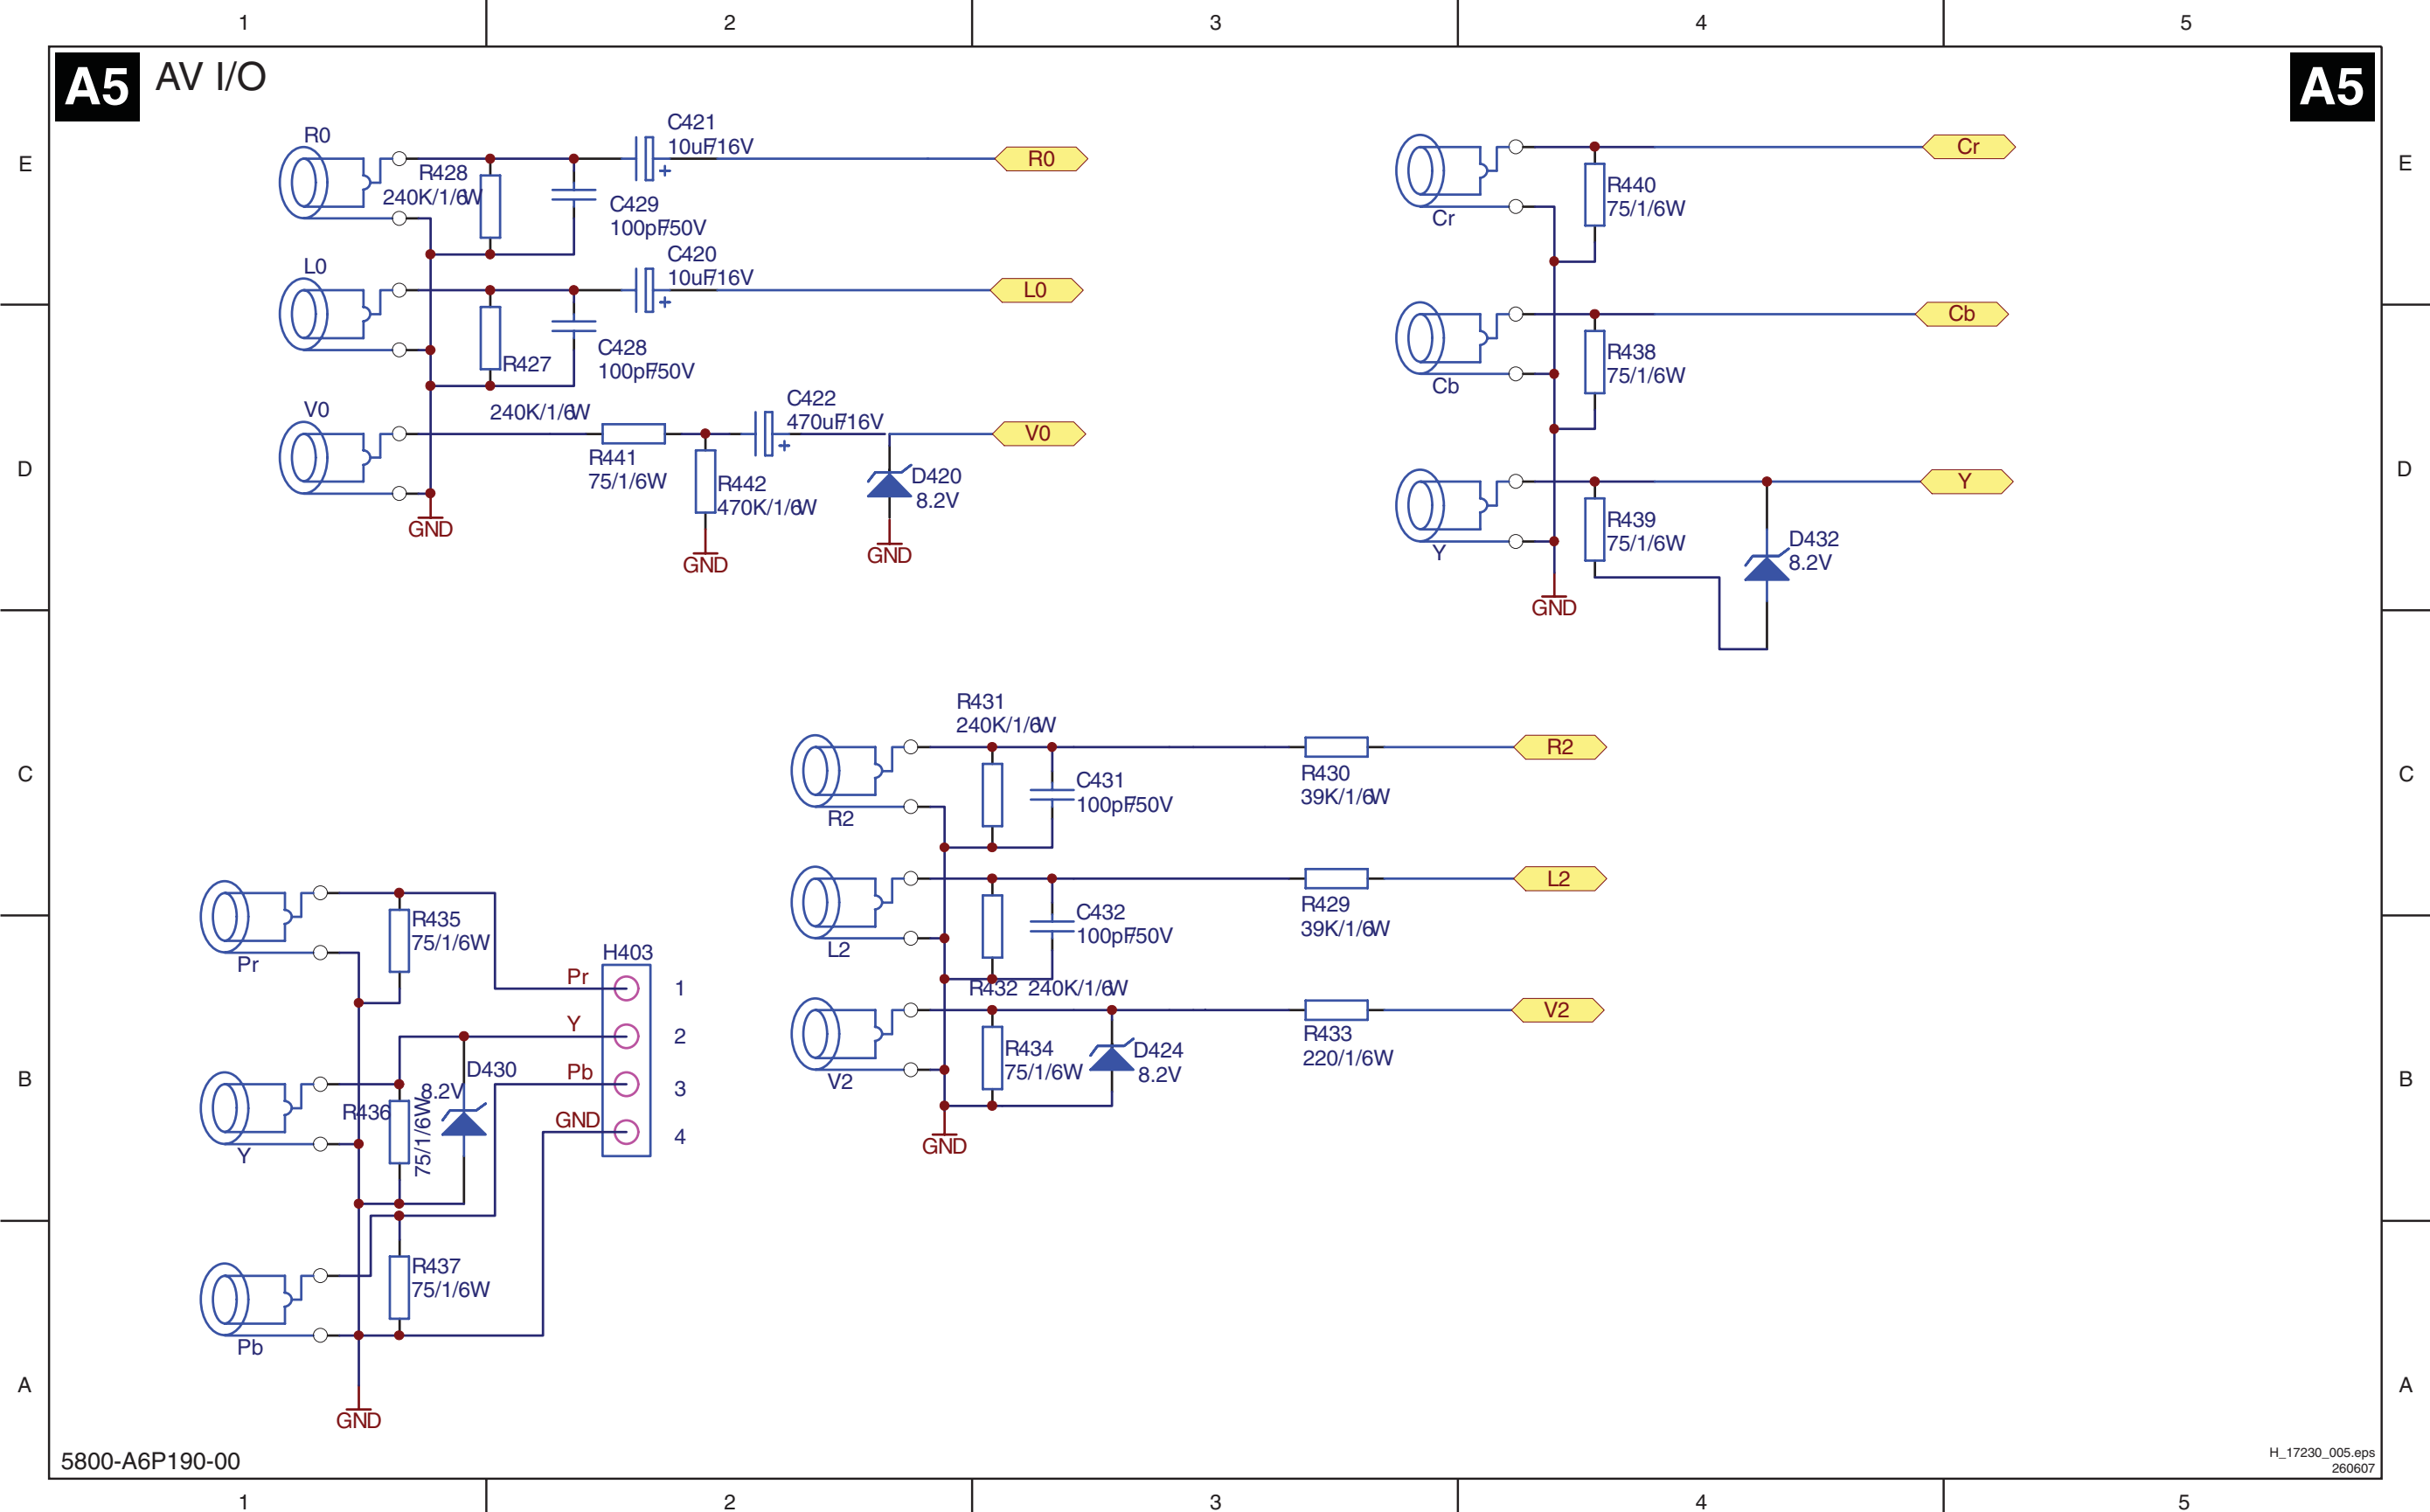 1 2 3 4 5
A5 AV I/O A5
E E
D D
C C
B B
A A
R0
R428
240K/1/6W
C421
10uF/16V
C429
100pF/50V
R0
L0
C420
10uF/16V
R427
240K/1/6W
C428
100pF/50V
L0
V0
R441
75/1/6W
C422
470uF/16V
R442
470K/1/6W
D420
8.2V
V0
GND
GND
GND
Cr
R440
75/1/6W
Cr
Cb
R438
75/1/6W
Cb
Y
R439
75/1/6W
D432
8.2V
Y
GND
R431
240K/1/6W
R2
C431
100pF/50V
R430
39K/1/6W
R2
L2
C432
100pF/50V
R429
39K/1/6W
L2
R432 240K/1/6W
V2
R434
75/1/6W
D424
8.2V
R433
220/1/6W
V2
GND
Pr
R435
75/1/6W
H403
Pr 1
Y 2
Pb 3
GND 4
Y
R436
75/1/6W
D430
8.2V
Pb
R437
75/1/6W
GND
5800-A6P190-00
H_17230_005.eps
260607
1 2 3 4 5